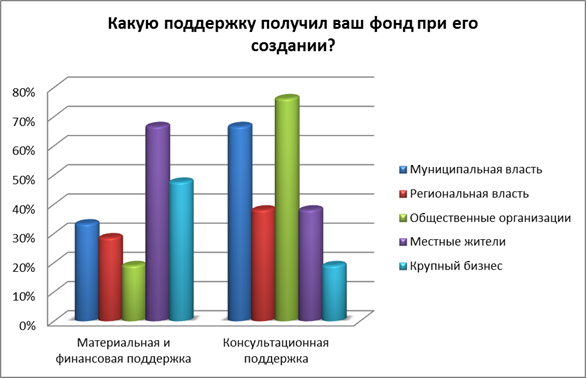 Какую поддержку получил ваш фонд при его
создании?
80%
70%
60%
50%
40%
30%
20%
10%
0%
Материальная и
финансовая поддержка
Консультационная
поддержка
Муниципальная власть
Региональная власть
Общественные организации
Местные жители
Крупный бизнес